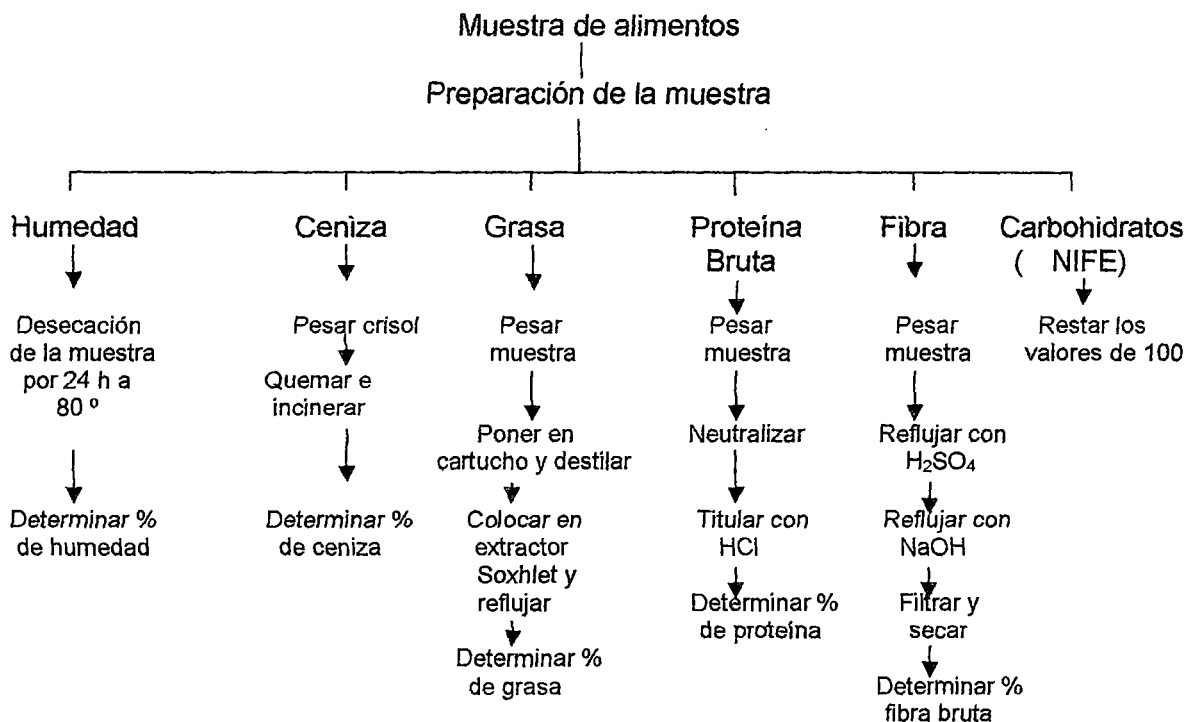 Muestra de alimentos
Preparación de la muestra
Humedad
Desecación
de la muestra
por 24 h a
80 º
Determinar %
de humedad
Ceniza
Pesar crisol
Quemar e
incinerar
Determinar %
de ceniza
Grasa
Pesar
muestra
Poner en
cartucho y destilar
Colocar en
extractor
Soxhlet y
reflujar
Determinar %
de grasa
Proteína
Bruta
Pesar
muestra
Neutralizar
Titular con
HCl
Determinar %
de proteína
Fibra
Pesar
muestra
Reflujar con
H₂SO₄
Reflujar con
NaOH
Filtrar y
secar
Determinar %
fibra bruta
Carbohidratos
( NIFE)
Restar los
valores de 100